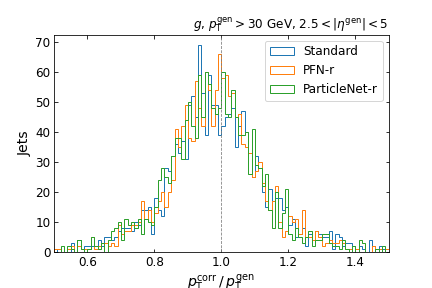 g, p_T^gen > 30 GeV, 2.5 < |η^gen| < 5
Standard
PFN-r
ParticleNet-r
Jets
70
60
50
40
30
20
10
0
0.6 0.8 1.0 1.2 1.4
p_T^corr / p_T^gen